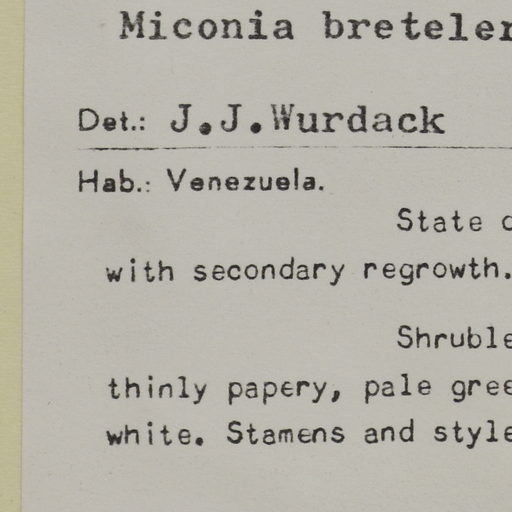 Miconia breteler
Det.: J.J.Wurdack
Hab.: Venezuela.
State
with secondary regrowth.
Shruble
thinly papery, pale gree
white. Stamens and style